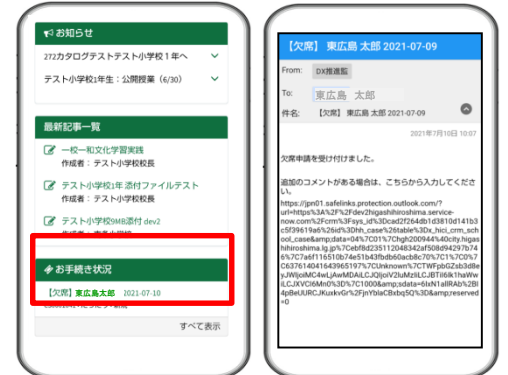 お知らせ
272カタログテストテスト小学校１年へ
テスト小学校1年生：公開授業（6/30）
最新記事一覧
一校一和文化学習実践
作成者：テスト小学校校長
テスト小学校1年 添付ファイルテスト
作成者：テスト小学校校長
テスト小学校9MB添付 dev2
お手続き状況
【欠席】東広島太郎 2021-07-10
すべて表示
【欠席】 東広島 太郎 2021-07-09
From: DX推進監
To: 東広島 太郎
件名: 【欠席】 東広島 太郎 2021-07-09
2021年7月10日 10:07
欠席申請を受け付けました。
追加のコメントがある場合は、こちらから入力してくださ
い。
https://jpn01.safelinks.protection.outlook.com/?
url=https%3A%2F%2Fdev2higashihiroshima.service-
now.com%2Fcrm%3Fsys_id%3Dcad2f264db1d3810d141b3
c5f39619a6%26id%3Dhh_case%26table%3Dx_hici_crm_sch
ool_case&amp;data=04%7C01%7Chgh200944%40city.higas
hihiroshima.lg.jp%7Cebf8d235112048342af508d94297b74
6%7C7a6f116510b74e51b43fbdb60acb8c70%7C1%7C0%7
C637614041643965197%7CUnknown%7CTWFpbGZsb3d8e
yJWIjoiMC4wLjAwMDAiLCJQIjoiV2luMzIiLCJBTiI6Ik1haWwv
iLCJXVCI6Mn0%3D%7C1000&amp;sdata=6IxN1alIRAb%2BI
4pBeUURCJKuxkvGr%2FjnYblaCBxbq5Q%3D&amp;reserved
=0